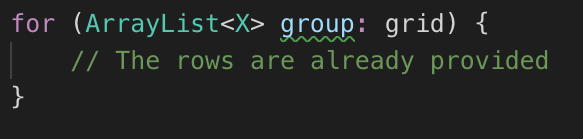 for (ArrayList<X> group: grid) {
    // The rows are already provided
}